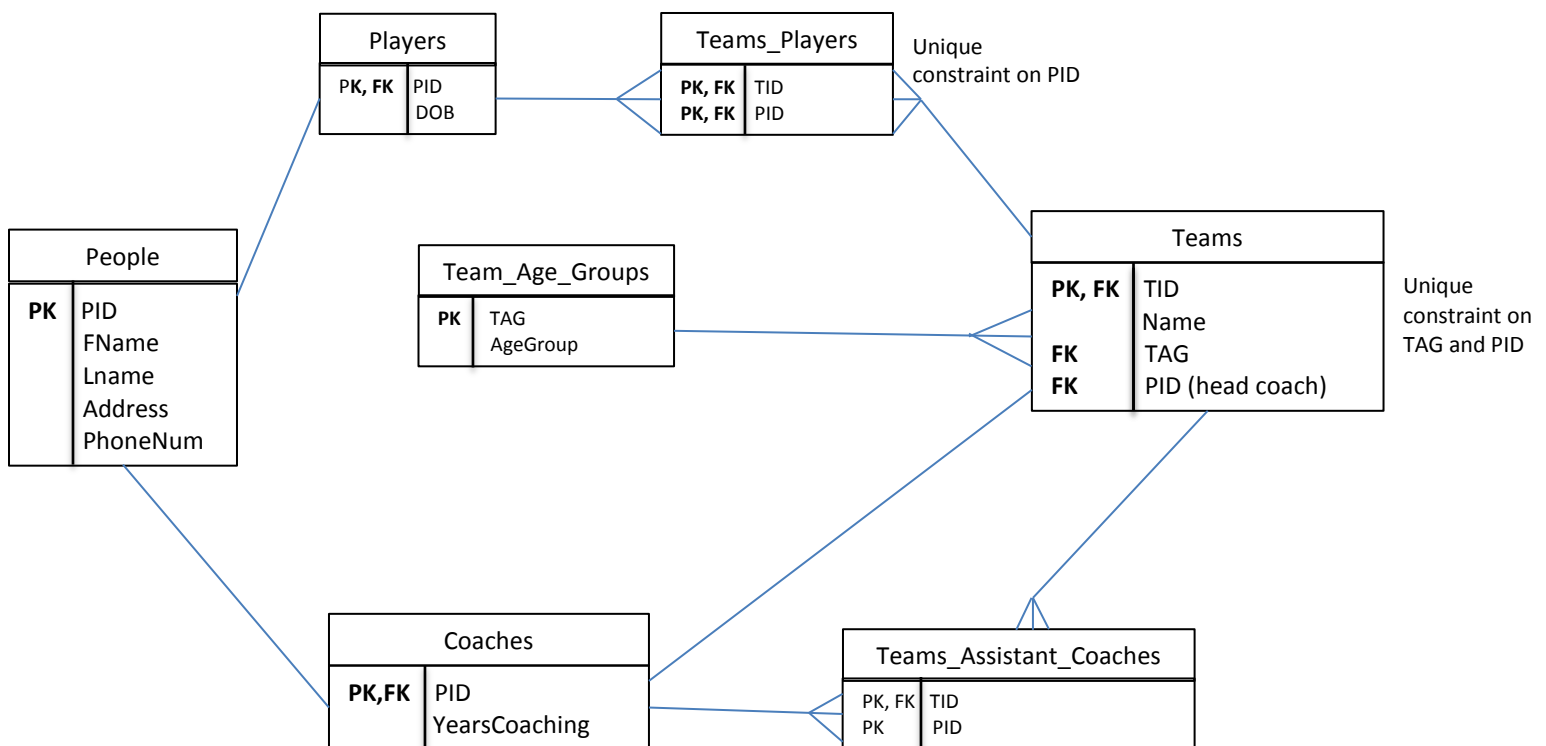 Players
PK, FK PID
DOB
Teams_Players
PK, FK TID
PK, FK PID
Unique
constraint on PID
People
PK PID
FName
Lname
Address
PhoneNum
Team_Age_Groups
PK TAG
AgeGroup
Teams
PK, FK TID
Name
FK TAG
FK PID (head coach)
Unique
constraint on
TAG and PID
Coaches
PK,FK PID
YearsCoaching
Teams_Assistant_Coaches
PK, FK TID
PK PID